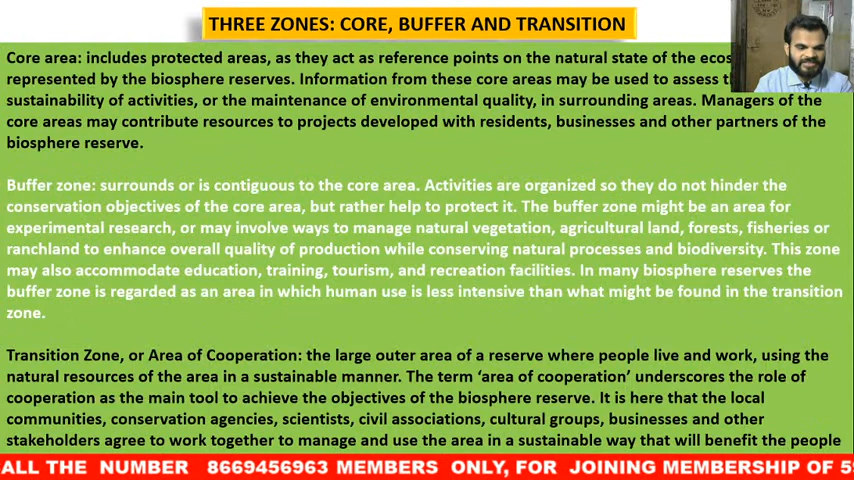 THREE ZONES: CORE, BUFFER AND TRANSITION
Core area: includes protected areas, as they act as reference points on the natural state of the
represented by the biosphere reserves. Information from these core areas may be used to assess
sustainability of activities, or the maintenance of environmental quality, in surrounding areas. Managers of the
core areas may contribute resources to projects developed with residents, businesses and other partners of the
biosphere reserve.
Buffer zone: surrounds or is contiguous to the core area. Activities are organized so they do not hinder the
conservation objectives of the core area, but rather help to protect it. The buffer zone might be an area for
experimental research, or may involve ways to manage natural vegetation, agricultural land, forests, fisheries or
ranchland to enhance overall quality of production while conserving natural processes and biodiversity. This zone
may also accommodate education, training, tourism, and recreation facilities. In many biosphere reserves the
buffer zone is regarded as an area in which human use is less intensive than what might be found in the transition
zone.
Transition Zone, or Area of Cooperation: the large outer area of a reserve where people live and work, using the
natural resources of the area in a sustainable manner. The term ‘area of cooperation’ underscores the role of
cooperation as the main tool to achieve the objectives of the biosphere reserve. It is here that the local
communities, conservation agencies, scientists, civil associations, cultural groups, businesses and other
stakeholders agree to work together to manage and use the area in a sustainable way that will benefit the people
ALL THE NUMBER 8669456963 MEMBERS ONLY, FOR JOINING MEMBERSHIP OF